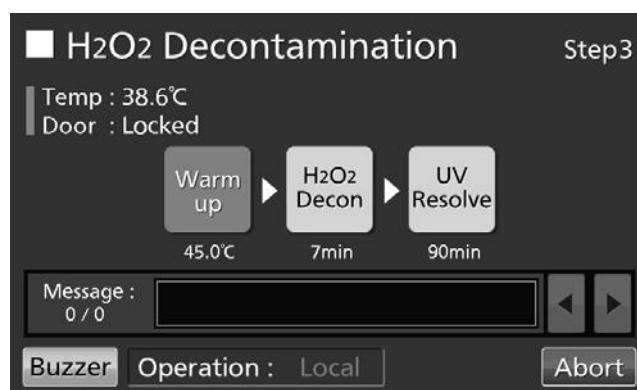 H2O2 Decontamination
Step3
Temp : 38.6℃
Door : Locked
Warm up
H2O2 Decon
UV Resolve
45.0℃
7min
90min
Message :
0 / 0
Buzzer
Operation : Local
Abort